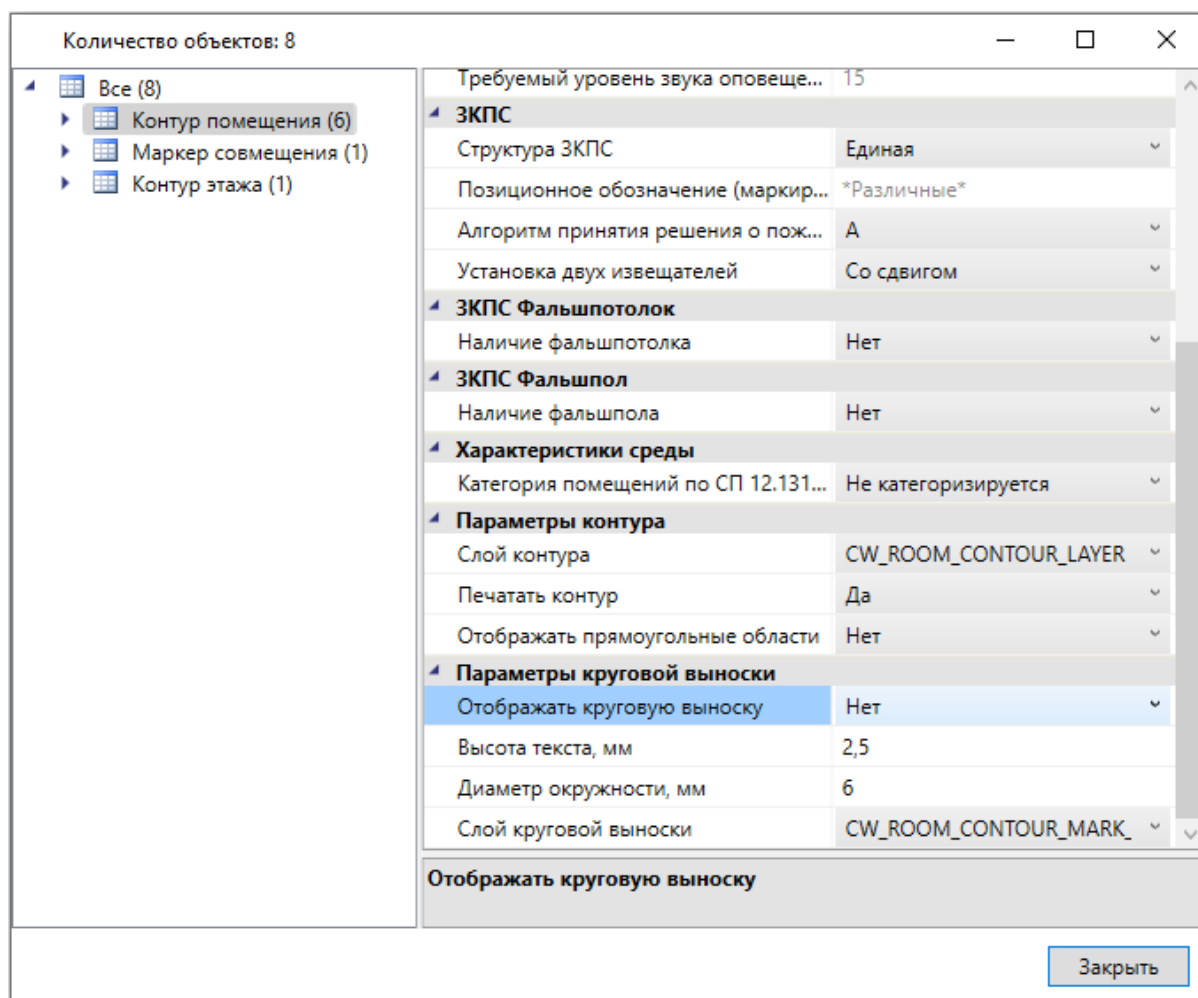 Количество объектов: 8
Все (8)
Контур помещения (6)
Маркер совмещения (1)
Контур этажа (1)
Требуемый уровень звука оповеще... 15
ЗКПС
Структура ЗКПС Единая
Позиционное обозначение (маркир... *Различные*
Алгоритм принятия решения о пож... A
Установка двух извещателей Со сдвигом
ЗКПС Фальшпотолок
Наличие фальшпотолка Нет
ЗКПС Фальшпол
Наличие фальшпола Нет
Характеристики среды
Категория помещений по СП 12.131... Не категоризируется
Параметры контура
Слой контура CW_ROOM_CONTOUR_LAYER
Печатать контур Да
Отображать прямоугольные области Нет
Параметры круговой выноски
Отображать круговую выноску Нет
Высота текста, мм 2,5
Диаметр окружности, мм 6
Слой круговой выноски CW_ROOM_CONTOUR_MARK_
Отображать круговую выноску
Закрыть